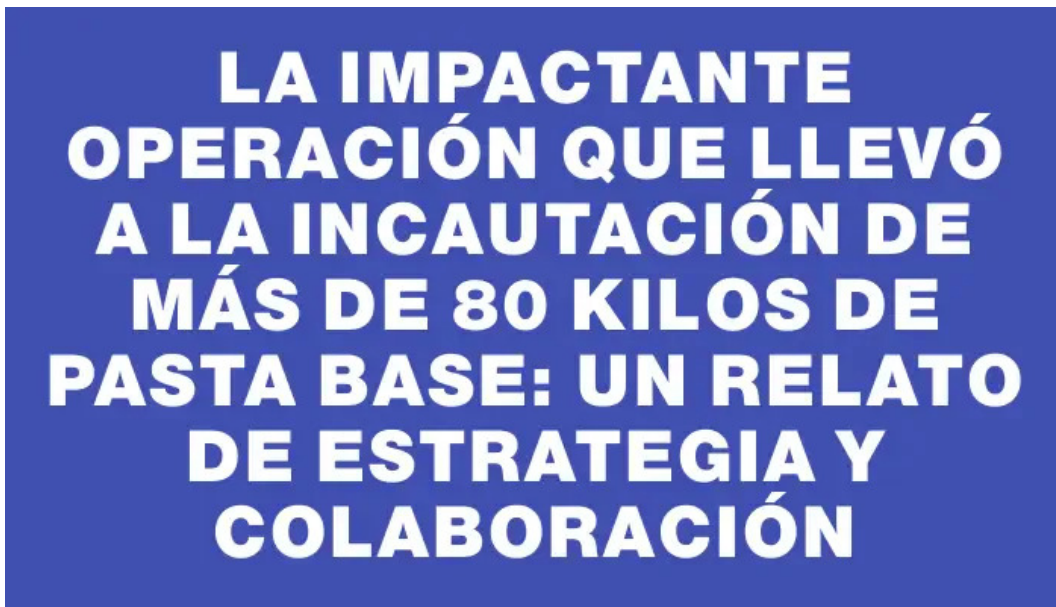 LA IMPACTANTE
OPERACIÓN QUE LLEVÓ
A LA INCAUTACIÓN DE
MÁS DE 80 KILOS DE
PASTA BASE: UN RELATO
DE ESTRATEGIA Y
COLABORACIÓN